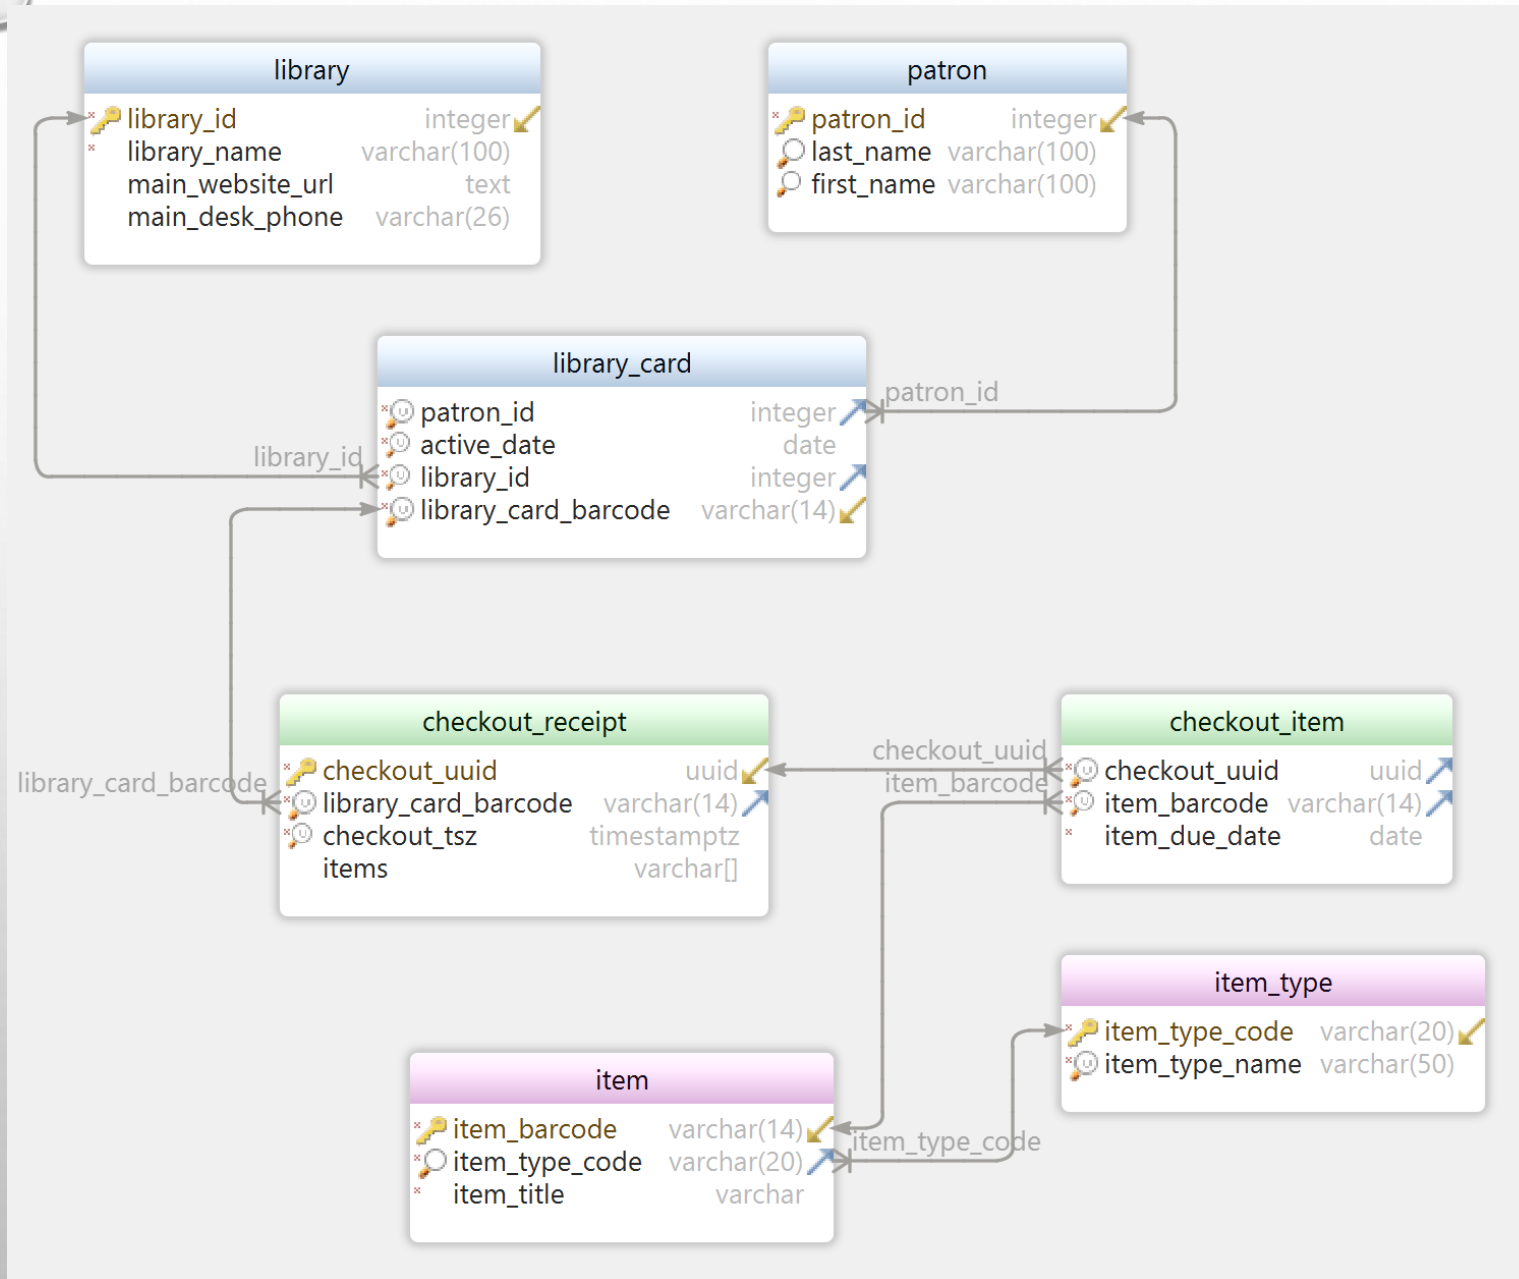 library
library_id integer
library_name varchar(100)
main_website_url text
main_desk_phone varchar(26)
patron
patron_id integer
last_name varchar(100)
first_name varchar(100)
library_card
patron_id integer
active_date date
library_id integer
library_card_barcode varchar(14)
patron_id
library_id
checkout_receipt
checkout_uuid uuid
library_card_barcode varchar(14)
checkout_tsz timestamptz
items varchar[]
library_card_barcode
checkout_uuid
item_barcode
checkout_item
checkout_uuid uuid
item_barcode varchar(14)
item_due_date date
item_type
item_type_code varchar(20)
item_type_name varchar(50)
item
item_barcode varchar(14)
item_type_code varchar(20)
item_title varchar
item_type_code